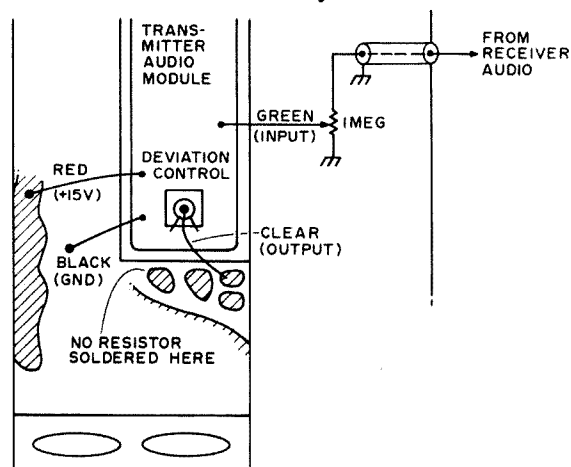 TRANS-
MITTER
AUDIO
MODULE
FROM
RECEIVER
AUDIO
GREEN
(INPUT)
1MEG
DEVIATION
CONTROL
RED
(+15V)
CLEAR
(OUTPUT)
BLACK
(GND)
NO RESISTOR
SOLDERED HERE